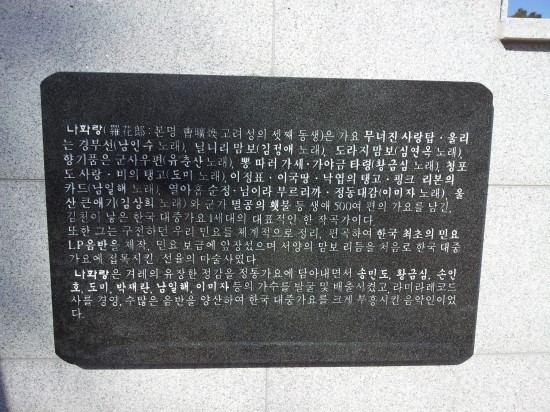 나화랑(羅花郎:본명 曺曠煥 고려성의 셋째 동생)은 가요 무너진 사랑탑·울리
는 경부선(남인수 노래), 닐니리 맘보(김정애 노래), 도라지 맘보(심연옥 노래),
향기품은 군사우편(유춘산 노래), 뽕 따러 가세·가야금 타령(황금심 노래), 청포
도 사랑·비의 탱고(도미 노래), 이정표·이국땅·낙엽의 탱고·핑크 리본의
카드(남일해 노래), 열아홉 순정·님이라 부르리까·정동대감(이미자 노래), 울
산 큰애기(김상희 노래)와 군가 멸공의 횃불 등 생애 500여 편의 가요를 남긴,
김천이 낳은 한국 대중가요 1세대의 대표적인 한 작곡가이다.
또한 그는 구전하던 우리 민요를 체계적으로 정리, 편곡하여 한국 최초의 민요
LP음반을 제작, 민요 보급에 앞장섰으며 서양의 맘보 리듬을 처음로 한국 대중
가요에 접목시킨, 선율의 마술사였다.
나화랑은 겨레의 유장한 정감을 정통가요에 담아내면서 송민도, 황금심, 손인
호, 도미, 박재란, 남일해, 이미자 등의 가수를 발굴 및 배출시켰고, 라미라레코드
사를 경영, 수많은 음반을 양산하여 한국 대중가요를 크게 부흥시킨 음악인이었
다.